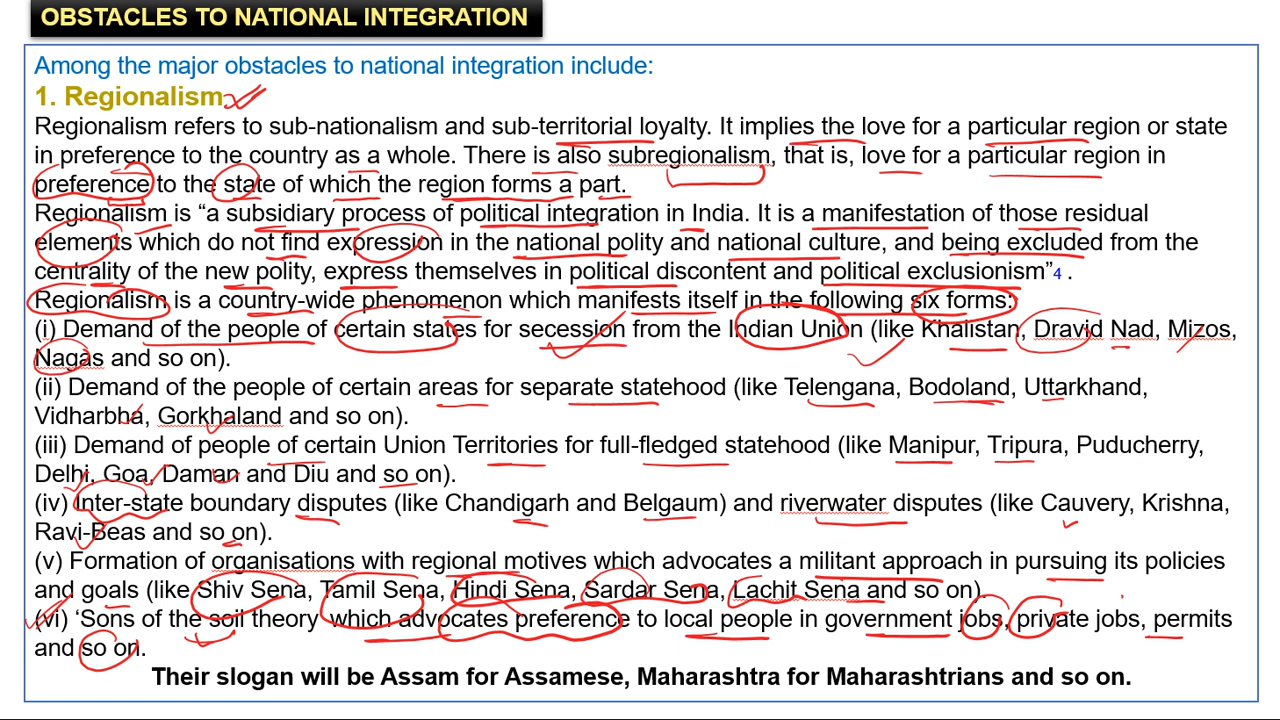 OBSTACLES TO NATIONAL INTEGRATION
Among the major obstacles to national integration include:
1. Regionalism
Regionalism refers to sub-nationalism and sub-territorial loyalty. It implies the love for a particular region or state
in preference to the country as a whole. There is also subregionalism, that is, love for a particular region in
preference to the state of which the region forms a part.
Regionalism is “a subsidiary process of political integration in India. It is a manifestation of those residual
elements which do not find expression in the national polity and national culture, and being excluded from the
centrality of the new polity, express themselves in political discontent and political exclusionism”4 .
Regionalism is a country-wide phenomenon which manifests itself in the following six forms:
(i) Demand of the people of certain states for secession from the Indian Union (like Khalistan, Dravid Nad, Mizos,
Nagas and so on).
(ii) Demand of the people of certain areas for separate statehood (like Telengana, Bodoland, Uttarkhand,
Vidharbha, Gorkhaland and so on).
(iii) Demand of people of certain Union Territories for full-fledged statehood (like Manipur, Tripura, Puducherry,
Delhi, Goa, Daman and Diu and so on).
(iv) Inter-state boundary disputes (like Chandigarh and Belgaum) and riverwater disputes (like Cauvery, Krishna,
Ravi-Beas and so on).
(v) Formation of organisations with regional motives which advocates a militant approach in pursuing its policies
and goals (like Shiv Sena, Tamil Sena, Hindi Sena, Sardar Sena, Lachit Sena and so on).
(vi) ‘Sons of the soil theory’ which advocates preference to local people in government jobs, private jobs, permits
and so on.
Their slogan will be Assam for Assamese, Maharashtra for Maharashtrians and so on.